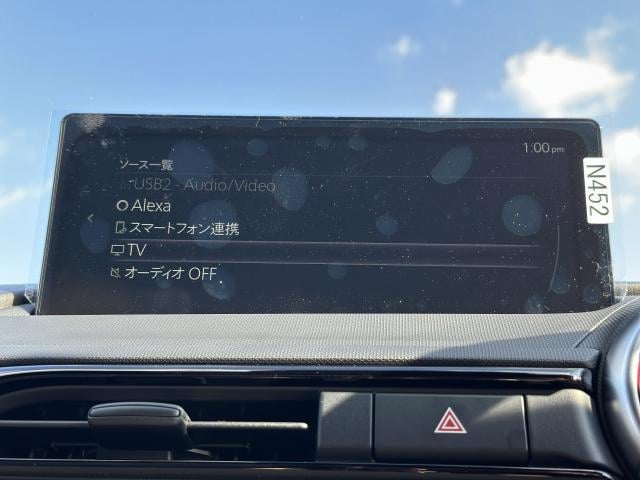 1:00 pm
ソース一覧
USB2 - Audio/Video
Alexa
スマートフォン連携
TV
オーディオ OFF
N452